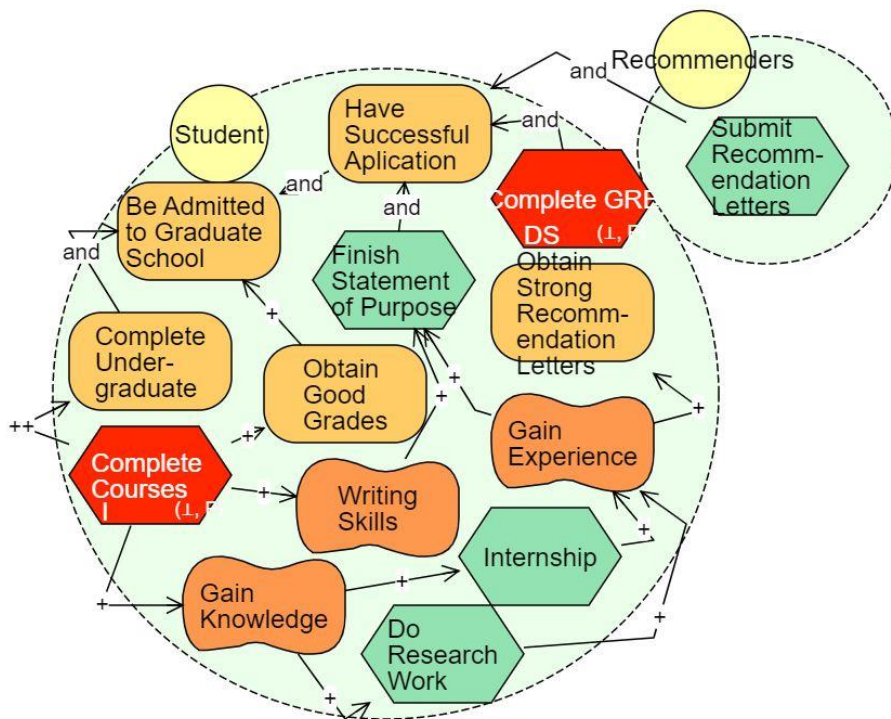 Recommenders
and
Student
Have
Successful
Aplication
and
Submit
Recomm-
endation
Letters
and
Be Admitted
to Graduate
School
Complete GRE
DS
and
and
Finish
Statement
of Purpose
Obtain
Strong
Recomm-
endation
Letters
+
Complete
Under-
graduate
Obtain
Good
Grades
+
+
+
++
+
Gain
Experience
Complete
Courses
I
+
Writing
Skills
+
Internship
+
+
Gain
Knowledge
+
Do
Research
Work
+